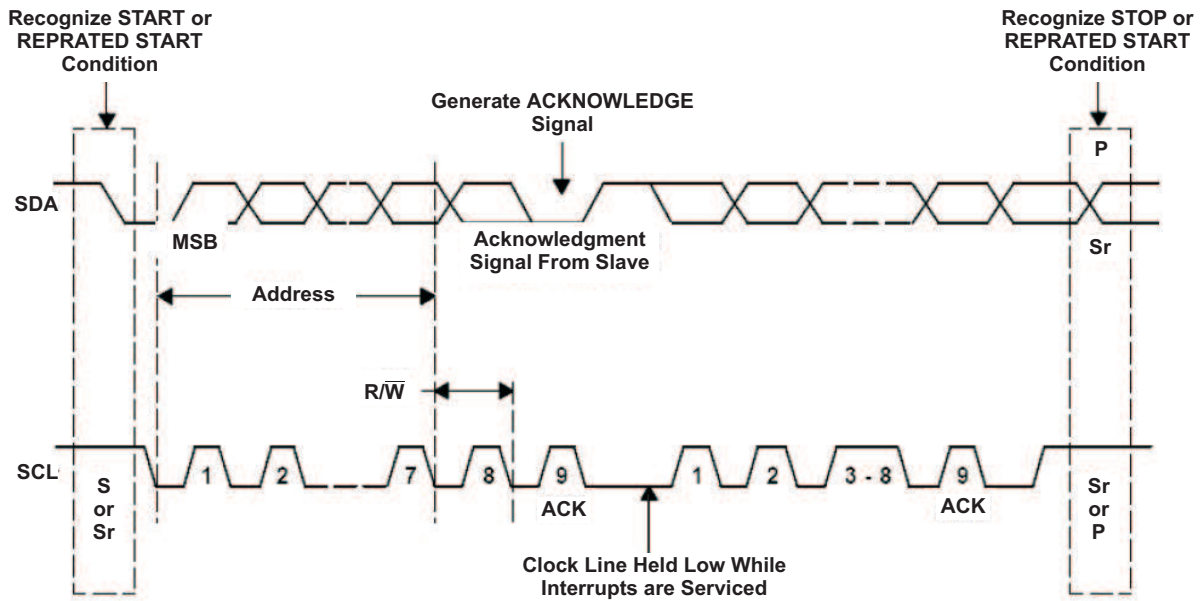 Recognize START or
REPRATED START
Condition
Recognize STOP or
REPRATED START
Condition
Generate ACKNOWLEDGE
Signal
P
SDA
MSB
Acknowledgment
Signal From Slave
Sr
Address
R/W̅
SCL
1
2
7
8
9
1
2
3 - 8
9
S
or
Sr
ACK
ACK
Sr
or
P
Clock Line Held Low While
Interrupts are Serviced